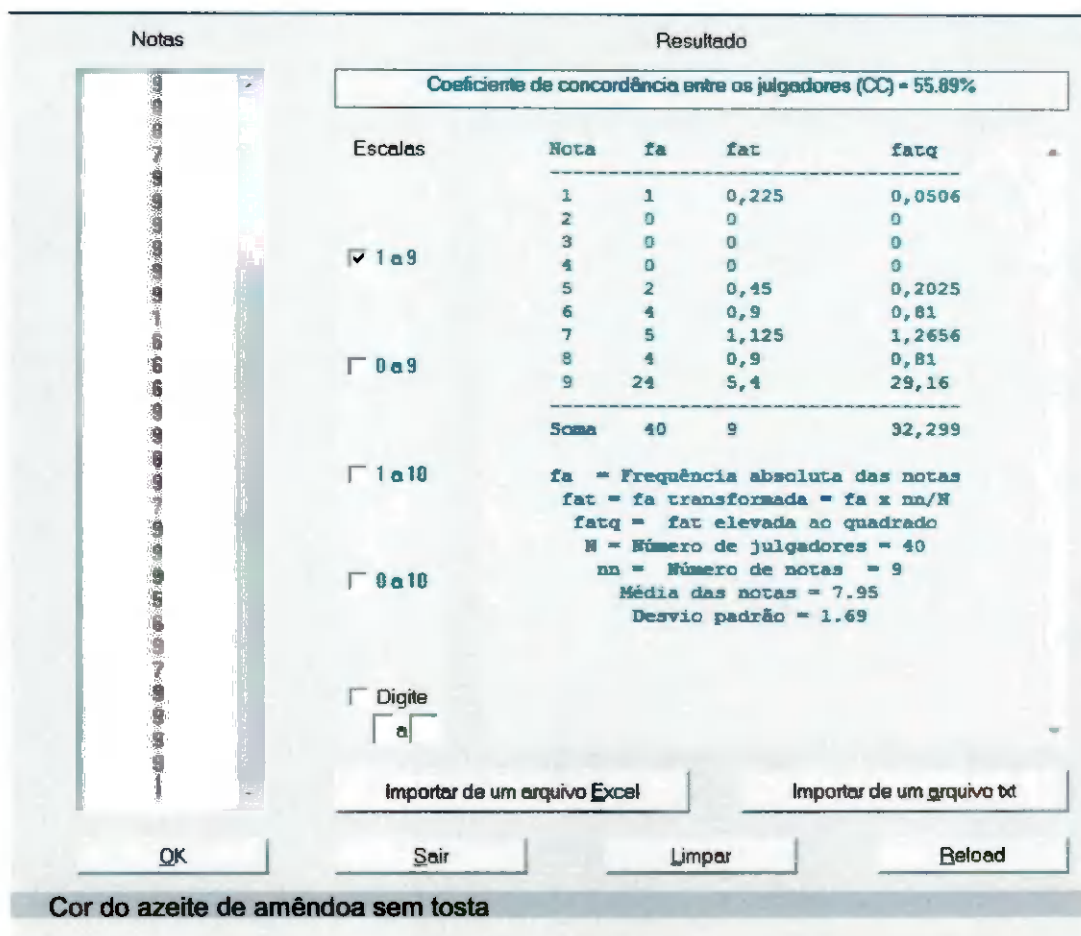 Notas
Resultado
Coeficiente de concordância entre os julgadores (CC) = 55.89%
Escalas
Nota fa fat fatq
1 1 0,225 0,0506
2 0 0 0
3 0 0 0
4 0 0 0
5 2 0,45 0,2025
6 4 0,9 0,81
7 5 1,125 1,2656
8 4 0,9 0,81
9 24 5,4 29,16
Soma 40 9 32,299
1 a 9
0 a 9
1 a 10
0 a 10
Digite
a
fa = Frequência absoluta das notas
fat = fa transformada = fa x nn/N
fatq = fat elevada ao quadrado
N = Número de julgadores = 40
nn = Número de notas = 9
Média das notas = 7.95
Desvio padrão = 1.69
Importar de um arquivo Excel
Importar de um arquivo txt
OK
Sair
Limpar
Reload
Cor do azeite de amêndoa sem tosta